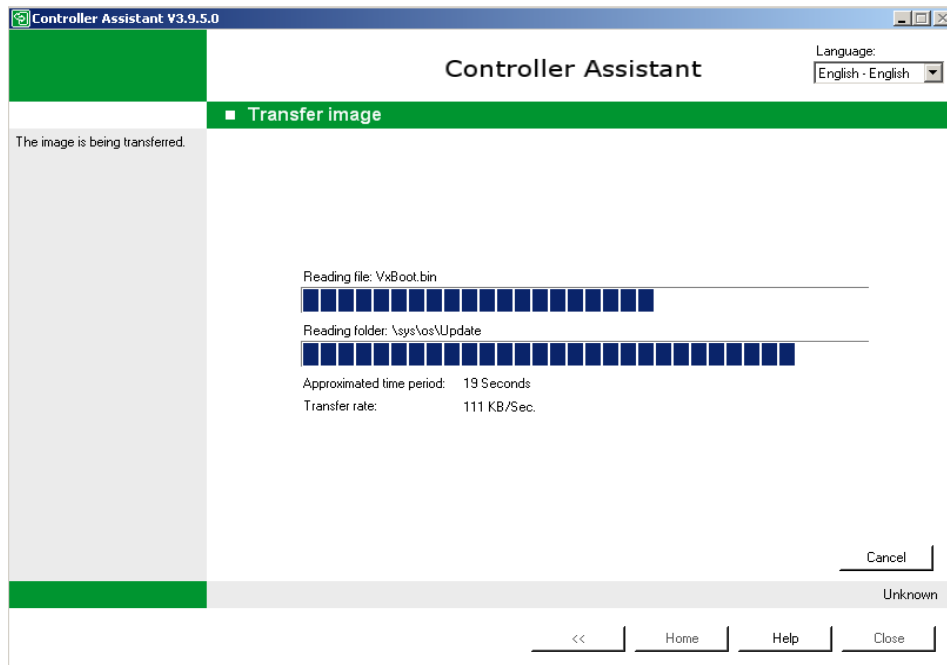 Controller Assistant V3.9.5.0
Controller Assistant
Language:
English - English
Transfer image
The image is being transferred.
Reading file: VxBoot.bin
Reading folder: \sys\os\Update
Approximated time period: 19 Seconds
Transfer rate: 111 KB/Sec.
Cancel
Unknown
<< Home Help Close